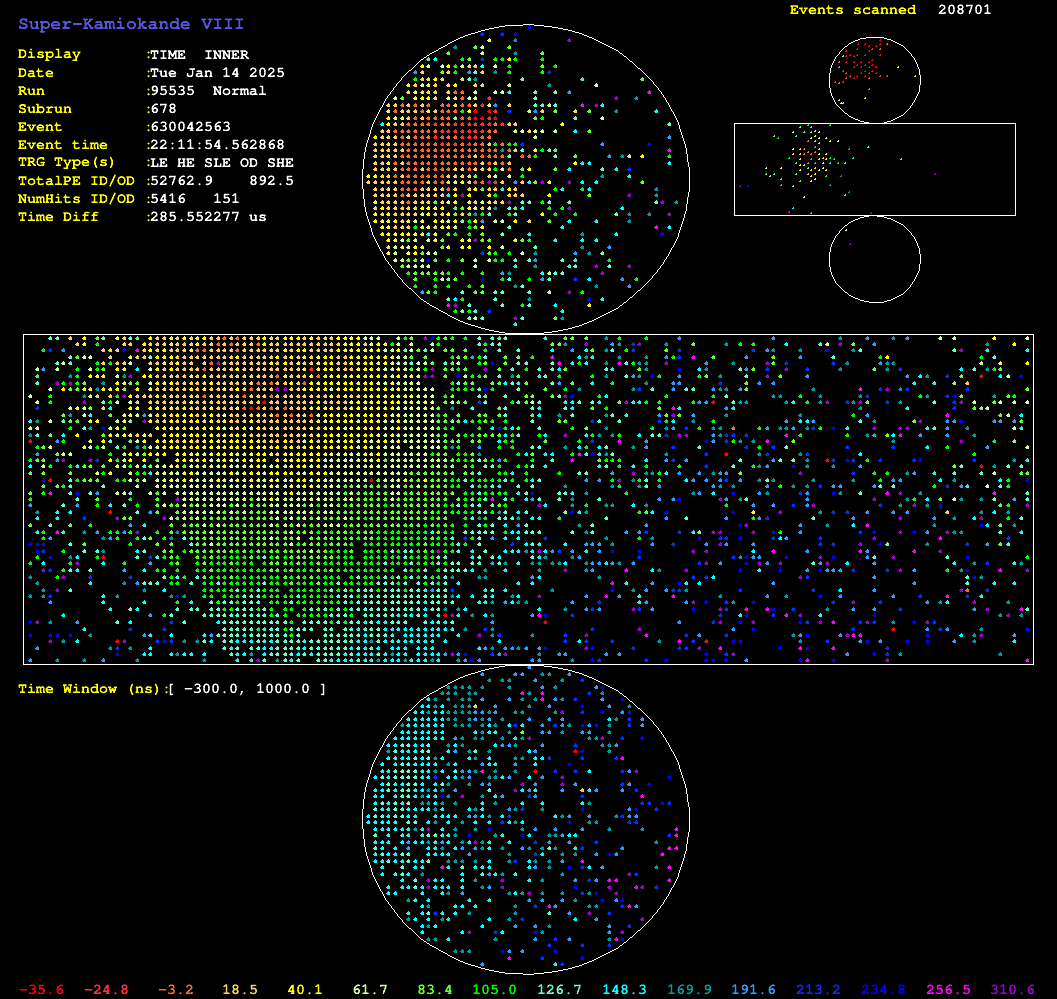 Super-Kamiokande VIII
Events scanned 208701
Display :TIME INNER
Date :Tue Jan 14 2025
Run :95535 Normal
Subrun :678
Event :630042563
Event time :22:11:54.562868
TRG Type(s) :LE HE SLE OD SHE
TotalPE ID/OD :52762.9 892.5
NumHits ID/OD :5416 151
Time Diff :285.552277 us
Time Window (ns):[ -300.0, 1000.0 ]
-35.6 -24.8 -3.2 18.5 40.1 61.7 83.4 105.0 126.7 148.3 169.9 191.6 213.2 234.8 256.5 310.6